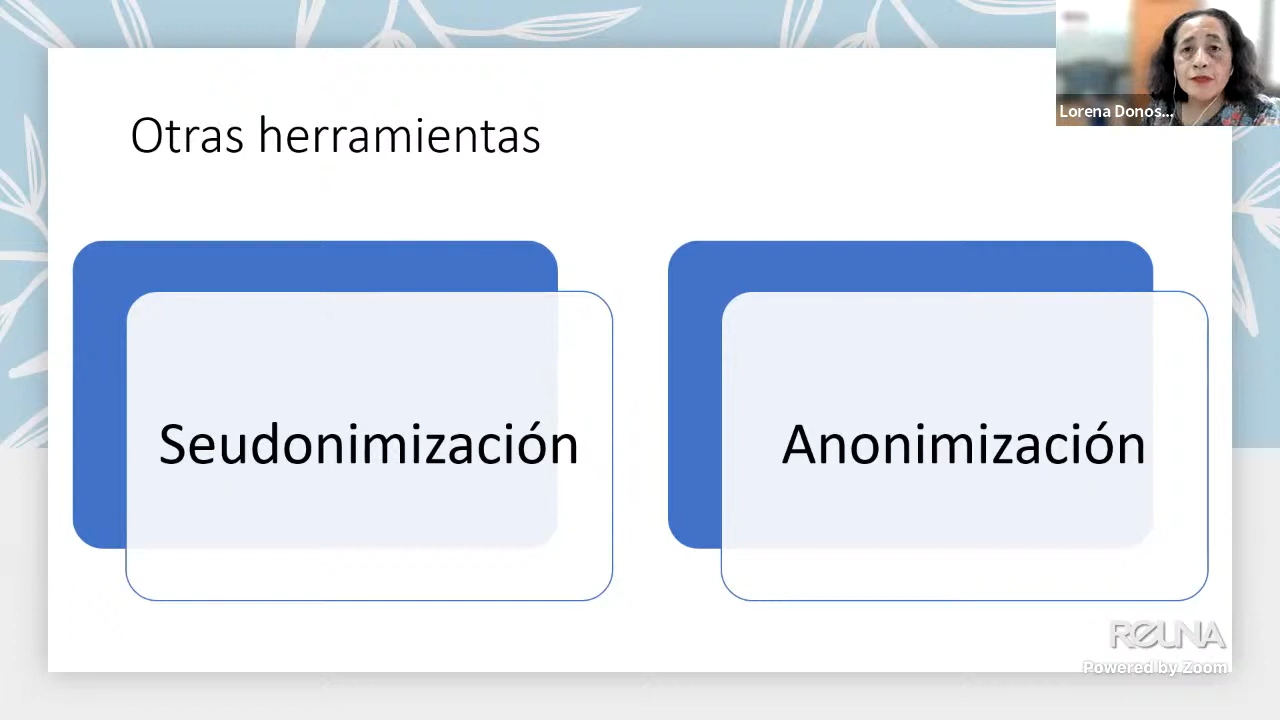 Lorena Donos...
Otras herramientas
Seudonimización
Anonimización
REUNA
Powered by Zoom